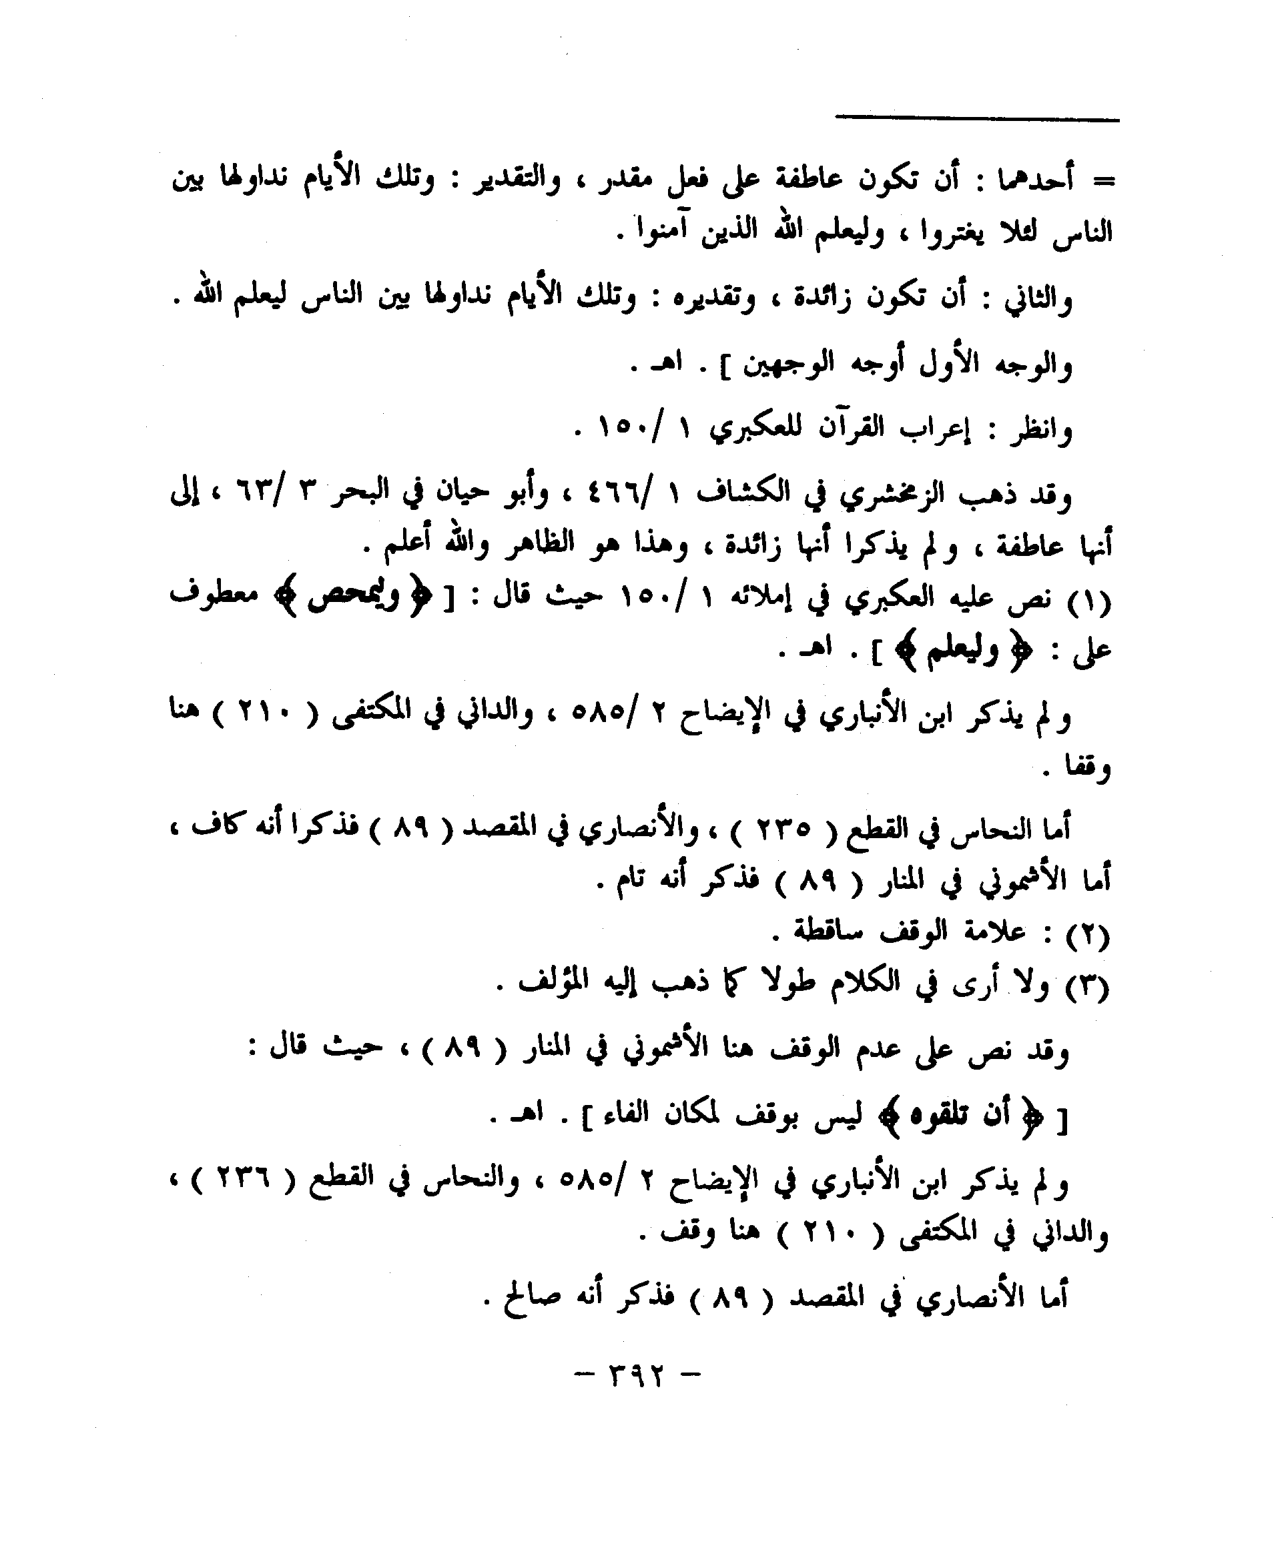 = أحدهما : أن تكون عاطفة على فعل مقدر ، والتقدير : وتلك الأيام نداولها بين
الناس لئلا يغتروا ، وليعلم الله الذين آمنوا .
والثاني : أن تكون زائدة ، وتقديره : وتلك الأيام نداولها بين الناس ليعلم الله .
والوجه الأول أوجه الوجهين ] . اهـ .
وانظر : إعراب القرآن للعكبري ١ /١٥٠ .
وقد ذهب الزمخشري في الكشاف ١ /٤٦٦ ، وأبو حيان في البحر ٣ /٦٣ ، إلى
أنها عاطفة ، ولم يذكرا أنها زائدة ، وهذا هو الظاهر والله أعلم .
(١) نص عليه العكبري في إملائه ١ /١٥٠ حيث قال : [ ﴿ وليمحص ﴾ معطوف
على : ﴿ وليعلم ﴾ ] . اهـ .
ولم يذكر ابن الأنباري في الإيضاح ٢ /٥٨٥ ، والداني في المكتفى ( ٢١٠ ) هنا
وقفا .
أما النحاس في القطع ( ٢٣٥ ) ، والأنصاري في المقصد ( ٨٩ ) فذكرا أنه كاف ،
أما الأشموني في المنار ( ٨٩ ) فذكر أنه تام .
(٢) : علامة الوقف ساقطة .
(٣) ولا أرى في الكلام طولا كما ذهب إليه المؤلف .
وقد نص على عدم الوقف هنا الأشموني في المنار ( ٨٩ ) ، حيث قال :
[ ﴿ أن تلقوه ﴾ ليس بوقف لمكان الفاء ] . اهـ .
ولم يذكر ابن الأنباري في الإيضاح ٢ /٥٨٥ ، والنحاس في القطع ( ٢٣٦ ) ،
والداني في المكتفى ( ٢١٠ ) هنا وقف .
أما الأنصاري في المقصد ( ٨٩ ) فذكر أنه صالح .
– ٣٩٢ –